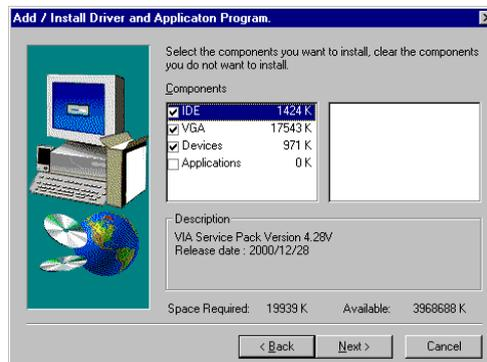 Add / Install Driver and Applicaton Program.
Select the components you want to install, clear the components
you do not want to install.
Components
IDE 1424 K
VGA 17543 K
Devices 971 K
Applications 0 K
Description
VIA Service Pack Version 4.28V
Release date : 2000/12/28
Space Required: 19939 K Available: 3968688 K
< Back Next > Cancel